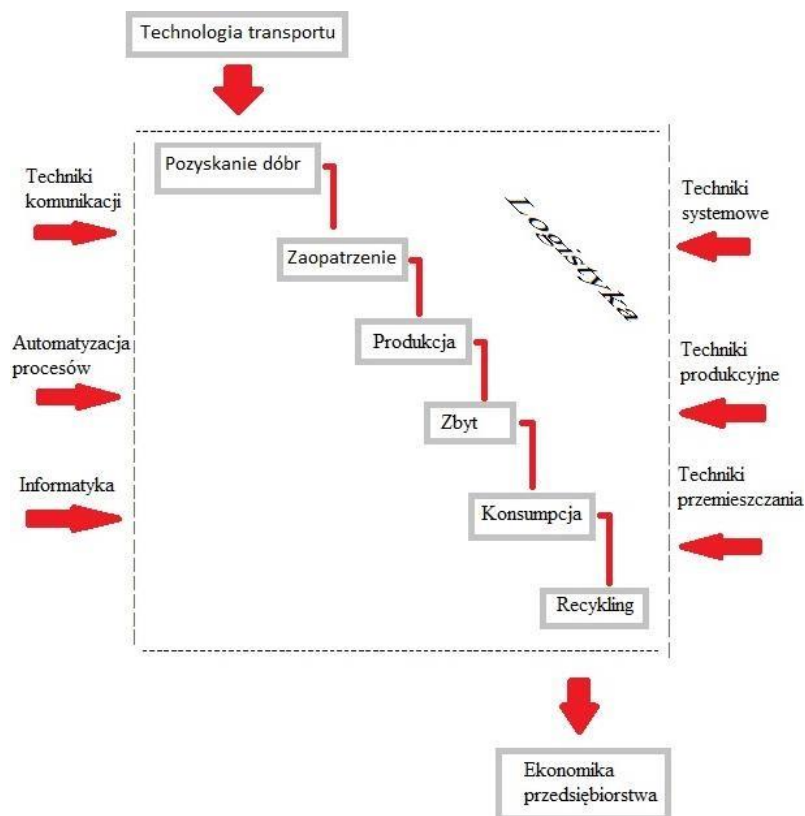 Technologia transportu
Pozyskanie dóbr
Techniki
komunikacji
Techniki
systemowe
Logistyka
Zaopatrzenie
Automatyzacja
procesów
Produkcja
Techniki
produkcyjne
Zbyt
Informatyka
Konsumpcja
Techniki
przemieszczania
Recykling
Ekonomika
przedsiębiorstwa